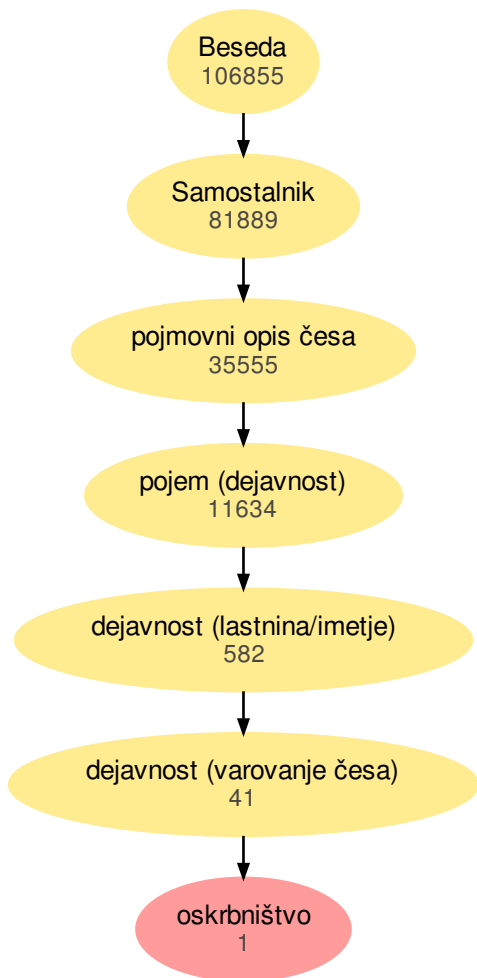 Beseda
106855
Samostalnik
81889
pojmovni opis česa
35555
pojem (dejavnost)
11634
dejavnost (lastnina/imetje)
582
dejavnost (varovanje česa)
41
oskrbništvo
1